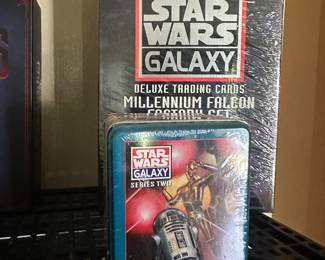 STAR
WARS
GALAXY
DELUXE TRADING CARDS
MILLENNIUM FALCON
FACTORY SET
STAR
WARS
GALAXY
SERIES TWO